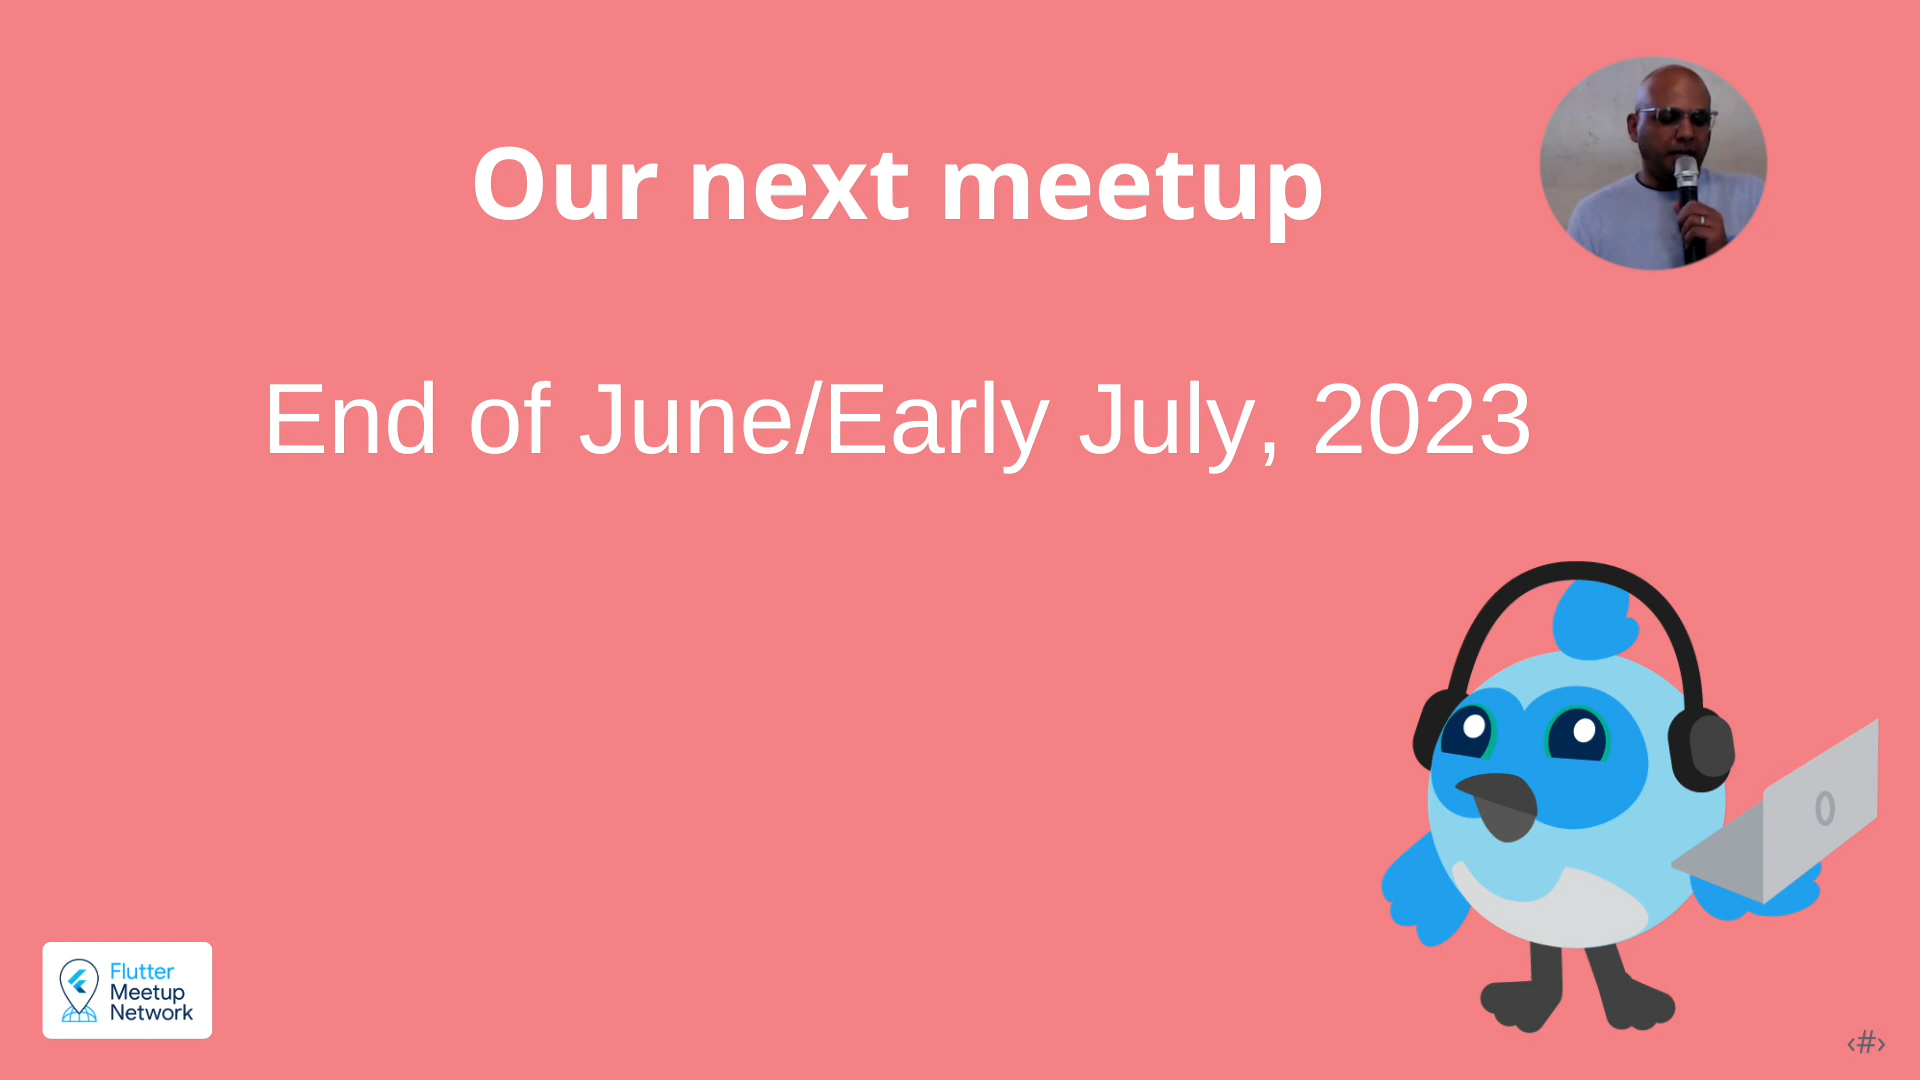 Our next meetup
End of June/Early July, 2023
Flutter
Meetup
Network
‹#›